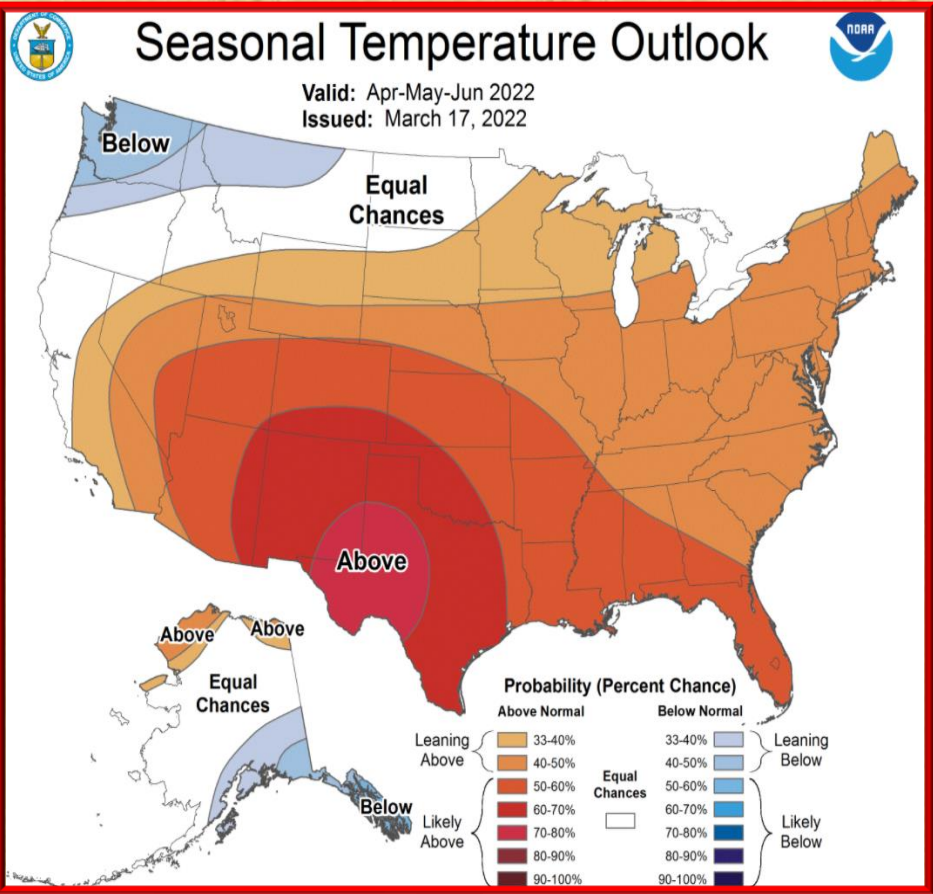 Seasonal Temperature Outlook
NOAA
Valid: Apr-May-Jun 2022
Issued: March 17, 2022
Below
Equal
Chances
Above
Above
Above
Equal
Chances
Below
Probability (Percent Chance)
Above Normal
Below Normal
Leaning
Above
33-40%
40-50%
50-60%
60-70%
70-80%
80-90%
90-100%
Likely
Above
Equal
Chances
33-40%
40-50%
50-60%
60-70%
70-80%
80-90%
90-100%
Leaning
Below
Likely
Below